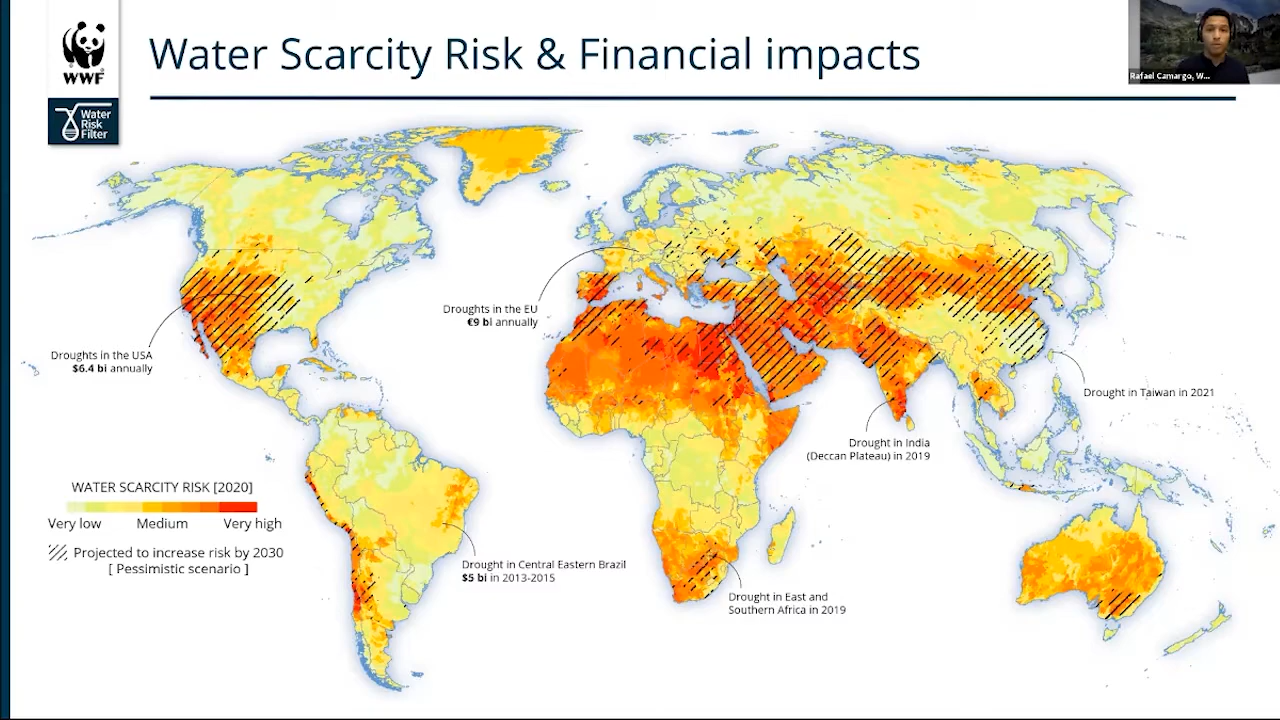 Water Scarcity Risk & Financial impacts
WWF
Water
Risk
Filter
Rafael Camargo, W...
Droughts in the EU
€9 bi annually
Droughts in the USA
$6.4 bi annually
Drought in Taiwan in 2021
Drought in India
(Deccan Plateau) in 2019
WATER SCARCITY RISK [2020]
Very low Medium Very high
Projected to increase risk by 2030
[ Pessimistic scenario ]
Drought in Central Eastern Brazil
$5 bi in 2013-2015
Drought in East and
Southern Africa in 2019